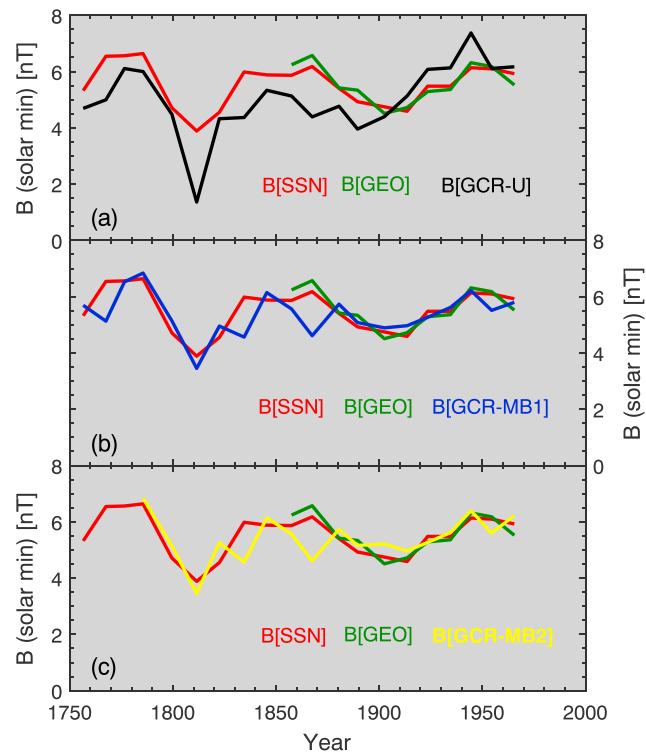 8
6
4
2
0
B (solar min) [nT]
B[SSN] B[GEO] B[GCR-U]
(a)
8
6
4
2
0
B (solar min) [nT]
B[SSN] B[GEO] B[GCR-MB1]
(b)
8
6
4
2
0
B (solar min) [nT]
B[SSN] B[GEO] B[GCR-MB2]
(c)
1750 1800 1850 1900 1950 2000
Year